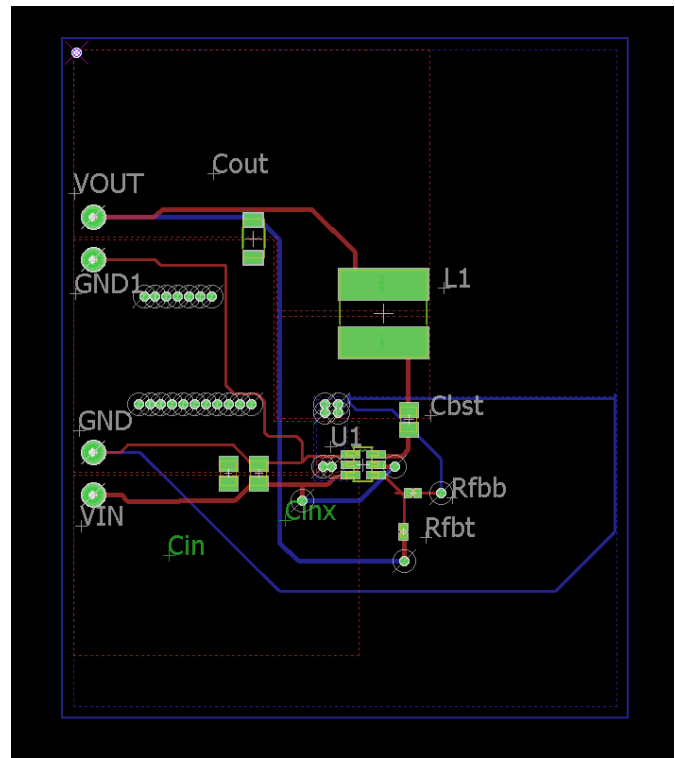 Cout
VOUT
GND1
L1
Cbst
GND
U1
Rfbb
VIN
Cinx
Rfbt
Cin